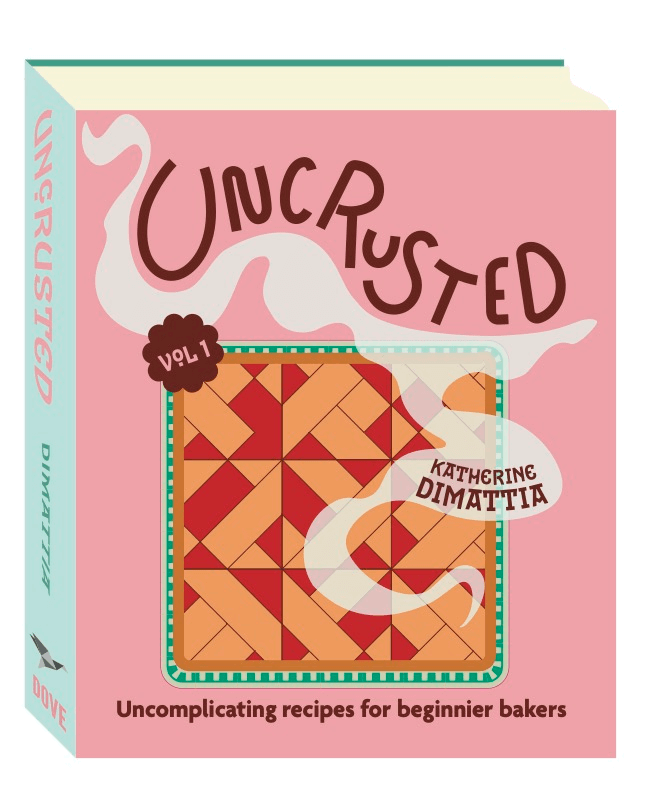 UNCRUSTED
VOL 1
KATHERINE
DIMATTIA
Uncomplicating recipes for beginnier bakers
UNCRUSTED
DIMATTIA
DOVE